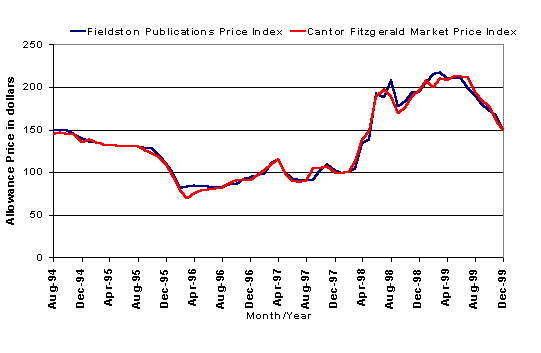 Fieldston Publications Price Index Cantor Fitzgerald Market Price Index
Allowance Price in dollars
250
200
150
100
50
0
Aug-94 Dec-94 Apr-95 Aug-95 Dec-95 Apr-96 Aug-96 Dec-96 Apr-97 Aug-97 Dec-97 Apr-98 Aug-98 Dec-98 Apr-99 Aug-99 Dec-99
Month/Year